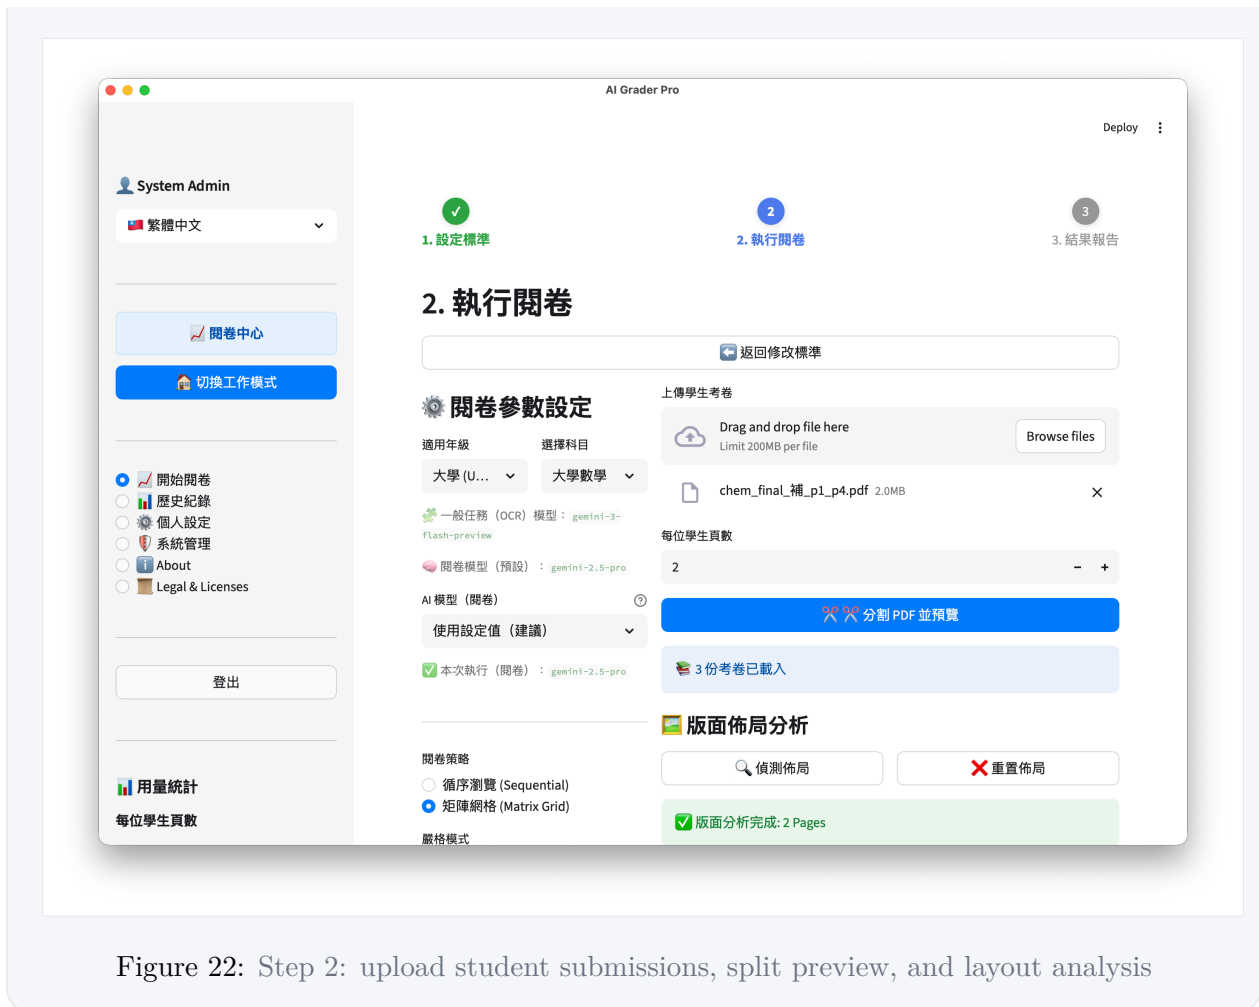 AI Grader Pro
Deploy
System Admin
繁體中文
閱卷中心
切換工作模式
開始閱卷
歷史紀錄
個人設定
系統管理
About
Legal & Licenses
登出
用量統計
每位學生頁數
2
3
1. 設定標準
2. 執行閱卷
3. 結果報告
2. 執行閱卷
返回修改標準
閱卷參數設定
適用年級
選擇科目
大學 (U...
大學數學
一般任務（OCR）模型： gemini-3-
flash-preview
閱卷模型（預設）： gemini-2.5-pro
AI 模型（閱卷）
使用設定值（建議）
本次執行（閱卷）： gemini-2.5-pro
閱卷策略
循序瀏覽 (Sequential)
矩陣網格 (Matrix Grid)
嚴格模式
上傳學生考卷
Drag and drop file here
Limit 200MB per file
Browse files
chem_final_補_p1_p4.pdf 2.0MB
每位學生頁數
2
分割 PDF 並預覽
3 份考卷已載入
版面佈局分析
偵測佈局
重置佈局
版面分析完成: 2 Pages
Figure 22: Step 2: upload student submissions, split preview, and layout analysis